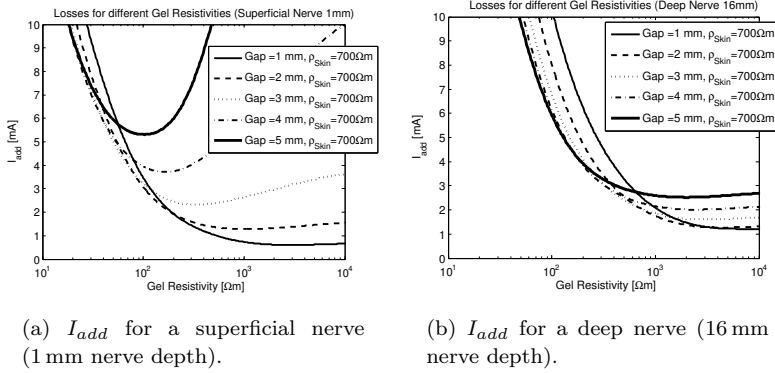 Losses for different Gel Resistivities (Superficial Nerve 1mm)
10
9
8
7
6
5
4
3
2
1
0
I_add [mA]
Gap =1 mm, ρ_Skin=700Ωm
Gap =2 mm, ρ_Skin=700Ωm
Gap =3 mm, ρ_Skin=700Ωm
Gap =4 mm, ρ_Skin=700Ωm
Gap =5 mm, ρ_Skin=700Ωm
10^1 10^2 10^3 10^4
Gel Resistivity [Ωm]
(a) I_add for a superficial nerve
(1 mm nerve depth).
Losses for different Gel Resistivities (Deep Nerve 16mm)
10
9
8
7
6
5
4
3
2
1
0
I_add [mA]
Gap =1 mm, ρ_Skin=700Ωm
Gap =2 mm, ρ_Skin=700Ωm
Gap =3 mm, ρ_Skin=700Ωm
Gap =4 mm, ρ_Skin=700Ωm
Gap =5 mm, ρ_Skin=700Ωm
10^1 10^2 10^3 10^4
Gel Resistivity [Ωm]
(b) I_add for a deep nerve (16 mm
nerve depth).